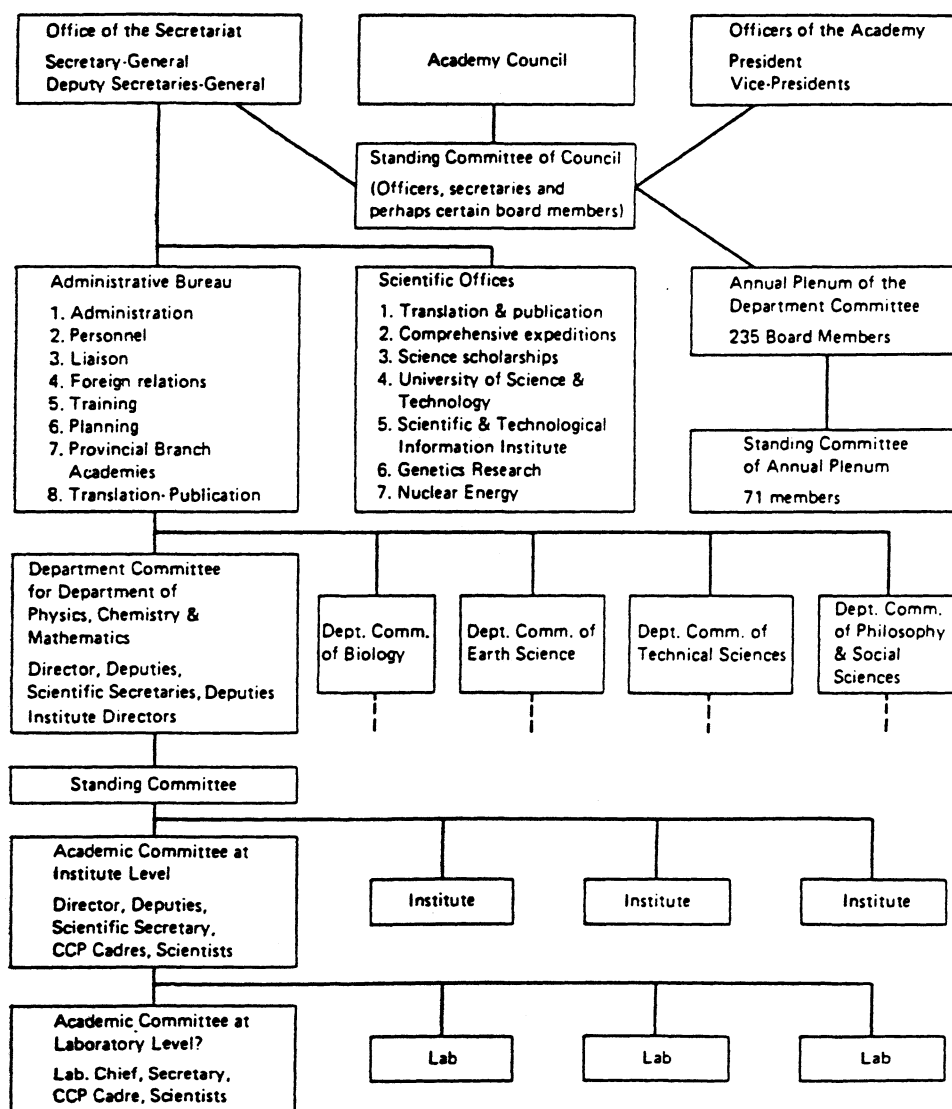 Office of the Secretariat
Secretary-General
Deputy Secretaries-General
Academy Council
Officers of the Academy
President
Vice-Presidents
Standing Committee of Council
(Officers, secretaries and
perhaps certain board members)
Administrative Bureau
1. Administration
2. Personnel
3. Liaison
4. Foreign relations
5. Training
6. Planning
7. Provincial Branch
Academies
8. Translation-Publication
Scientific Offices
1. Translation & publication
2. Comprehensive expeditions
3. Science scholarships
4. University of Science &
Technology
5. Scientific & Technological
Information Institute
6. Genetics Research
7. Nuclear Energy
Annual Plenum of the
Department Committee
235 Board Members
Standing Committee
of Annual Plenum
71 members
Department Committee
for Department of
Physics, Chemistry &
Mathematics
Director, Deputies,
Scientific Secretaries, Deputies
Institute Directors
Dept. Comm.
of Biology
Dept. Comm. of
Earth Science
Dept. Comm. of
Technical Sciences
Dept. Comm.
of Philosophy
& Social
Sciences
Standing Committee
Academic Committee at
Institute Level
Director, Deputies,
Scientific Secretary,
CCP Cadres, Scientists
Institute
Institute
Institute
Academic Committee at
Laboratory Level?
Lab. Chief, Secretary,
CCP Cadre, Scientists
Lab
Lab
Lab